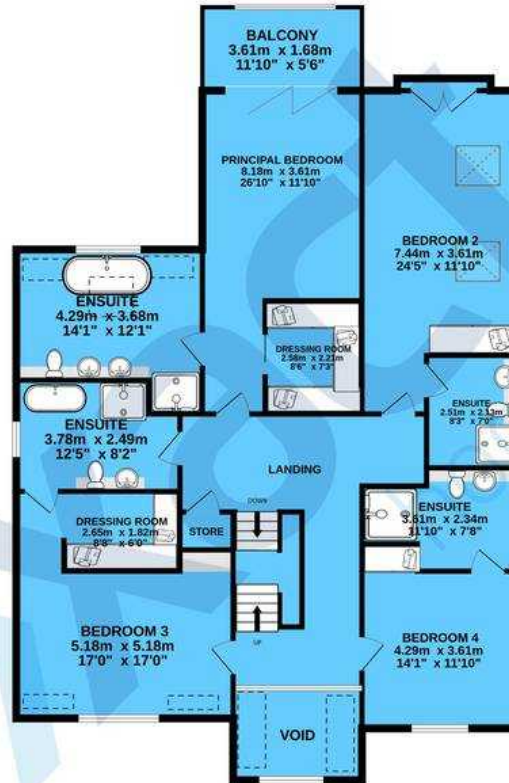 BALCONY
3.61m x 1.68m
11'10" x 5'6"
PRINCIPAL BEDROOM
8.18m x 3.61m
26'10" x 11'10"
BEDROOM 2
7.44m x 3.61m
24'5" x 11'10"
ENSUITE
4.29m x 3.68m
14'1" x 12'1"
DRESSING ROOM
2.58m x 2.21m
8'6" x 7'3"
ENSUITE
2.51m x 2.13m
8'3" x 7'0"
ENSUITE
3.78m x 2.49m
12'5" x 8'2"
LANDING
ENSUITE
3.61m x 2.34m
11'10" x 7'8"
DOWN
STORE
DRESSING ROOM
2.65m x 1.82m
8'8" x 6'0"
BEDROOM 3
5.18m x 5.18m
17'0" x 17'0"
UP
BEDROOM 4
4.29m x 3.61m
14'1" x 11'10"
VOID